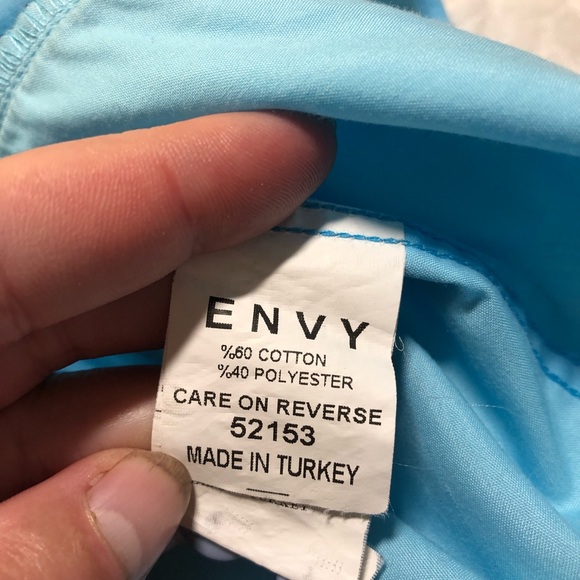 ENVY
%60 COTTON
%40 POLYESTER
CARE ON REVERSE
52153
MADE IN TURKEY